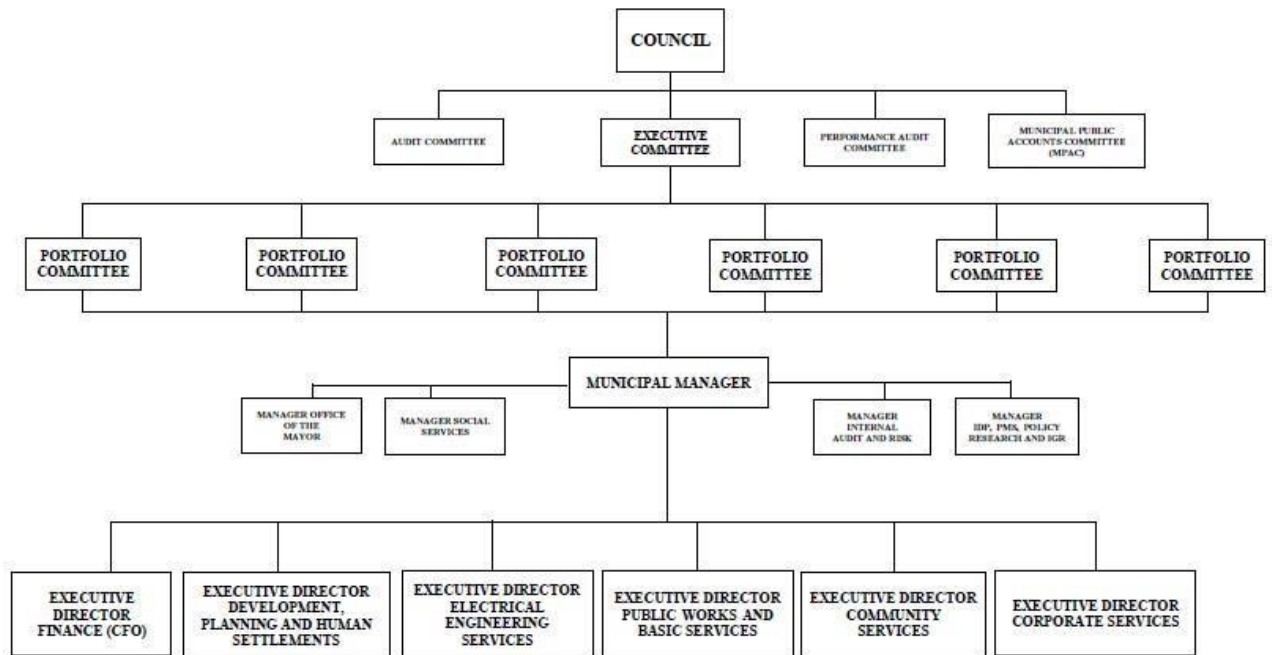 COUNCIL
AUDIT COMMITTEE
EXECUTIVE
COMMITTEE
PERFORMANCE AUDIT
COMMITTEE
MUNICIPAL PUBLIC
ACCOUNTS COMMITTEE
(MPAC)
PORTFOLIO
COMMITTEE
PORTFOLIO
COMMITTEE
PORTFOLIO
COMMITTEE
PORTFOLIO
COMMITTEE
PORTFOLIO
COMMITTEE
PORTFOLIO
COMMITTEE
MUNICIPAL MANAGER
MANAGER OFFICE
OF THE
MAYOR
MANAGER SOCIAL
SERVICES
MANAGER
INTERNAL
AUDIT AND RISK
MANAGER
IDP, PMS, POLICY
RESEARCH AND IGR
EXECUTIVE
DIRECTOR
FINANCE (CFO)
EXECUTIVE DIRECTOR
DEVELOPMENT,
PLANNING AND HUMAN
SETTLEMENTS
EXECUTIVE DIRECTOR
ELECTRICAL
ENGINEERING
SERVICES
EXECUTIVE DIRECTOR
PUBLIC WORKS AND
BASIC SERVICES
EXECUTIVE DIRECTOR
COMMUNITY
SERVICES
EXECUTIVE DIRECTOR
CORPORATE SERVICES